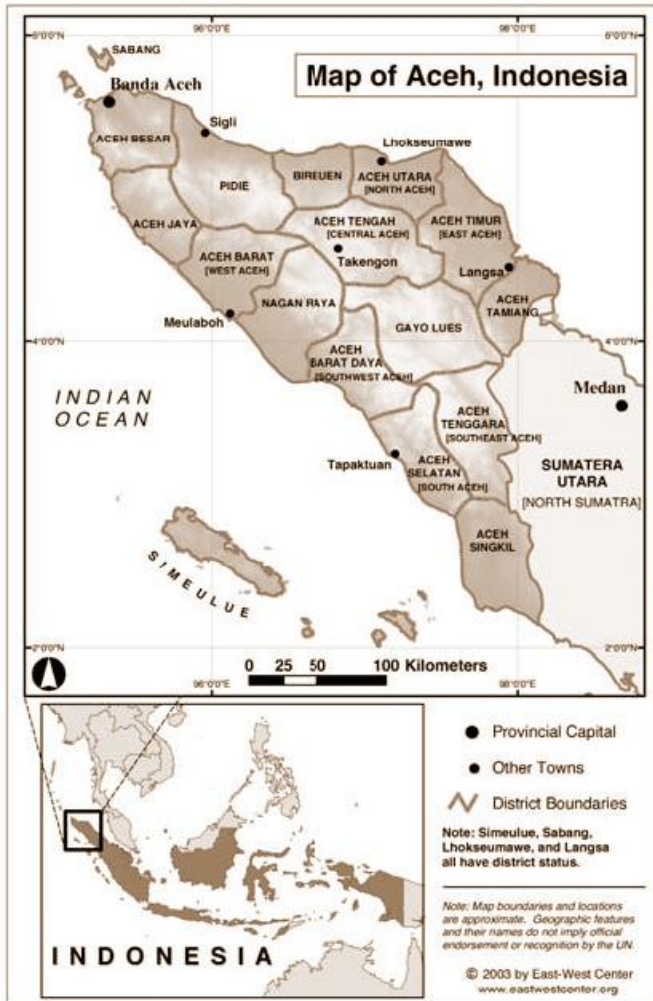 6°0'0"N
96°0'0"E
98°0'0"E
6°0'0"N
SABANG
Map of Aceh, Indonesia
Banda Aceh
Sigli
Lhokseumawe
ACEH BESAR
PIDIE
BIREUEN
ACEH UTARA
[NORTH ACEH]
ACEH JAYA
ACEH TENGAH
[CENTRAL ACEH]
Takengon
ACEH TIMUR
[EAST ACEH]
ACEH BARAT
[WEST ACEH]
Langsa
NAGAN RAYA
ACEH
TAMIANG
Meulaboh
GAYO LUES
4°0'0"N
4°0'0"N
ACEH
BARAT DAYA
[SOUTHWEST ACEH]
INDIAN
OCEAN
Medan
ACEH
TENGGARA
[SOUTHEAST ACEH]
Tapaktuan
ACEH
SELATAN
[SOUTH ACEH]
SUMATERA
UTARA
[NORTH SUMATRA]
ACEH
SINGKIL
SIMEULUE
2°0'0"N
2°0'0"N
0 25 50 100 Kilometers
96°0'0"E
98°0'0"E
Provincial Capital
Other Towns
District Boundaries
Note: Simeulue, Sabang,
Lhokseumawe, and Langsa
all have district status.
Note: Map boundaries and locations
are approximate. Geographic features
and their names do not imply official
endorsement or recognition by the UN.
© 2003 by East-West Center
www.eastwestcenter.org
INDONESIA